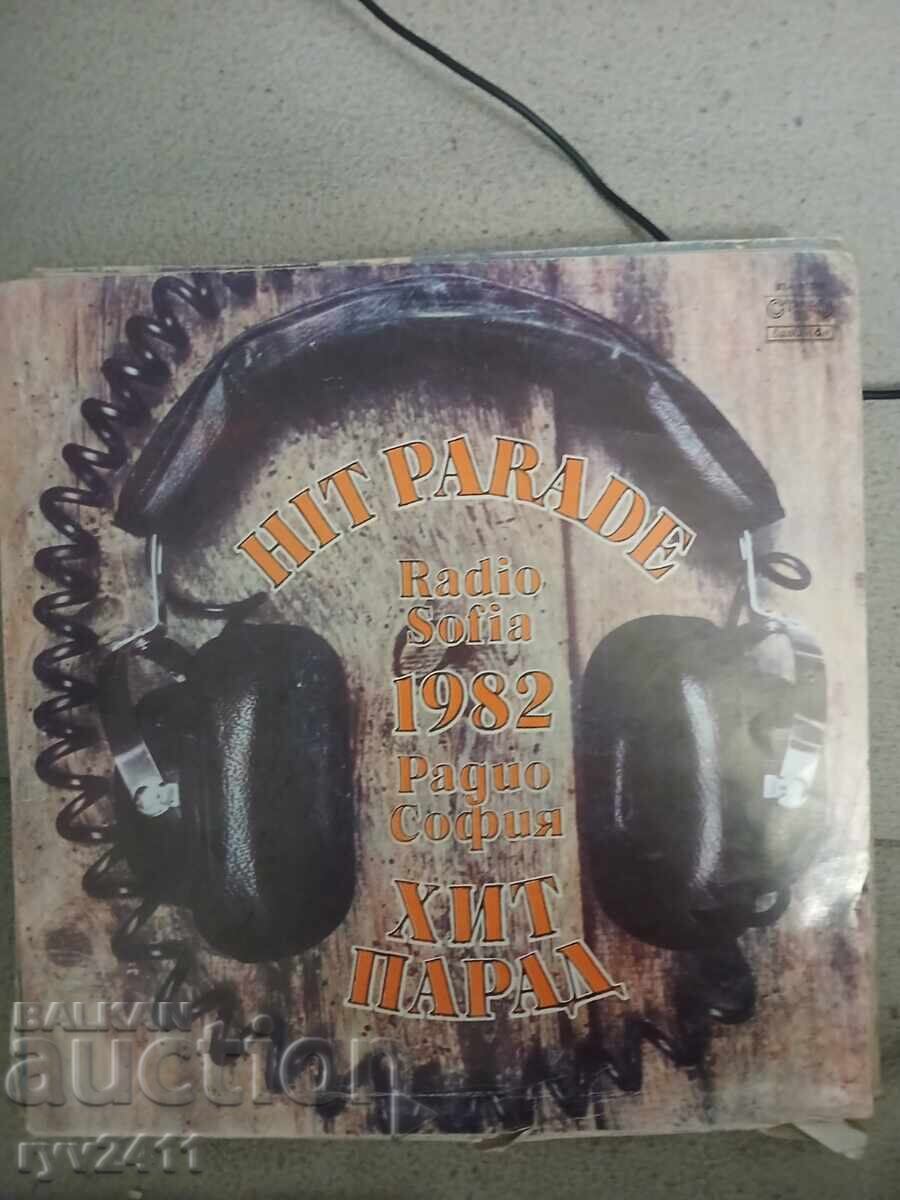 HIT PARADE
Radio
Sofia
1982
Радио
София
ХИТ
ПАРАД
BALKAN
auction
ryv2411